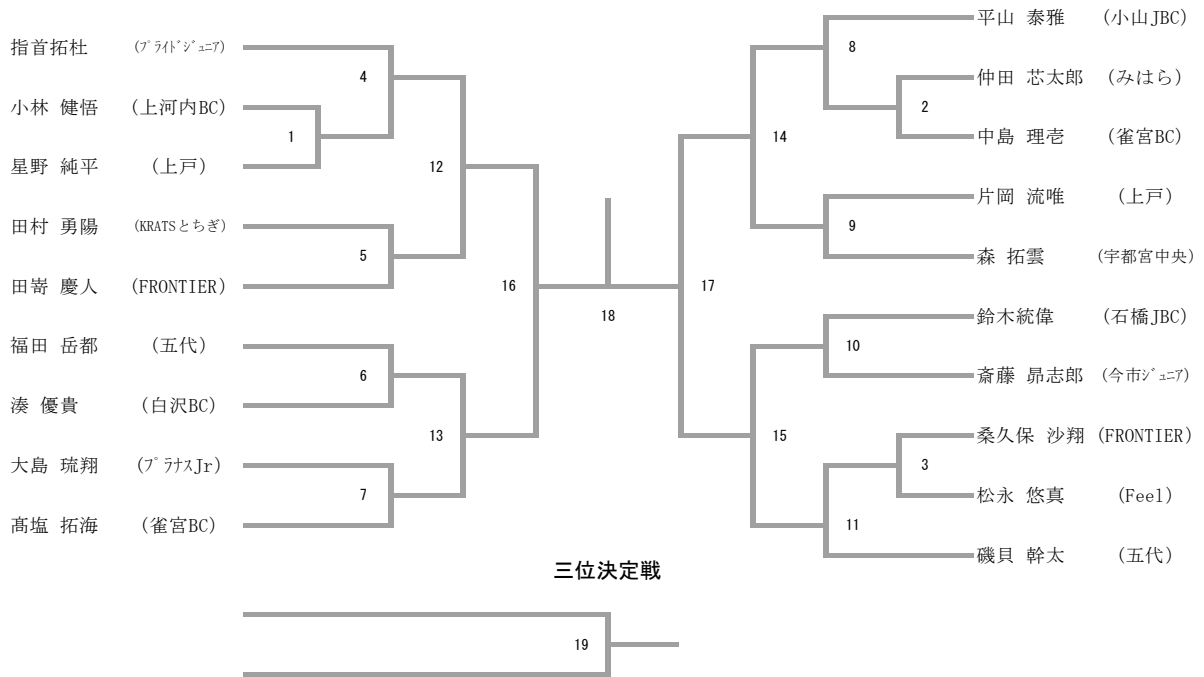 指首拓杜 (ﾌﾟﾗｲﾄﾞｼﾞｭﾆｱ)
4
小林 健悟 (上河内BC)
1
星野 純平 (上戸)
12
田村 勇陽 (KRATSとちぎ)
5
田嵜 慶人 (FRONTIER)
16
福田 岳都 (五代)
6
湊 優貴 (白沢BC)
13
大島 琉翔 (ﾌﾟﾗﾅｽJr)
7
髙塩 拓海 (雀宮BC)
18
平山 泰雅 (小山JBC)
8
仲田 芯太郎 (みはら)
2
中島 理壱 (雀宮BC)
14
片岡 流唯 (上戸)
9
森 拓雲 (宇都宮中央)
17
鈴木統偉 (石橋JBC)
10
斎藤 昴志郎 (今市ｼﾞｭﾆｱ)
15
桑久保 沙翔 (FRONTIER)
3
松永 悠真 (Feel)
11
磯貝 幹太 (五代)
三位決定戦
19